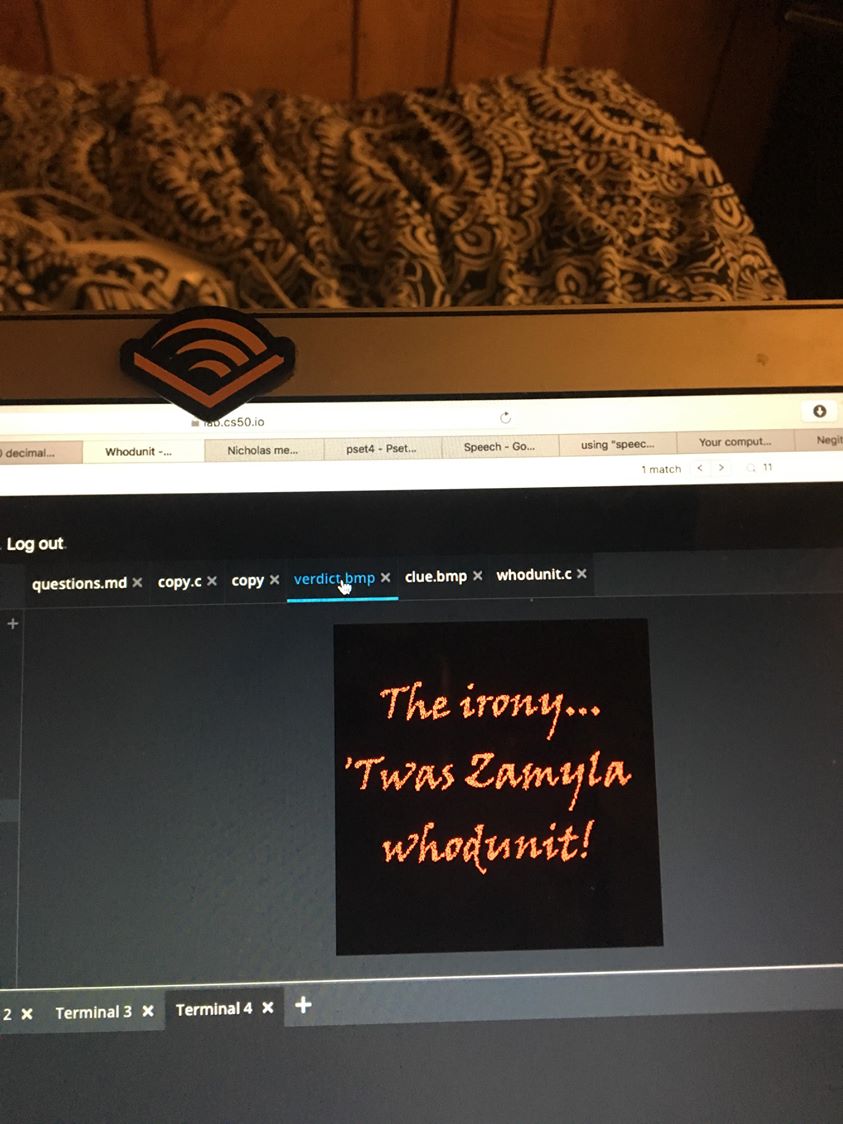 lab.cs50.io
decimal...
Whodunit -...
Nicholas me...
pset4 - Pset...
Speech - Go...
using "speec...
Your comput...
Negit
1 match < > 11
Log out
questions.md × copy.c × copy × verdict.bmp × clue.bmp × whodunit.c ×
+
The irony...
'Twas Zamyla
whodunit!
2 × Terminal 3 × Terminal 4 × +